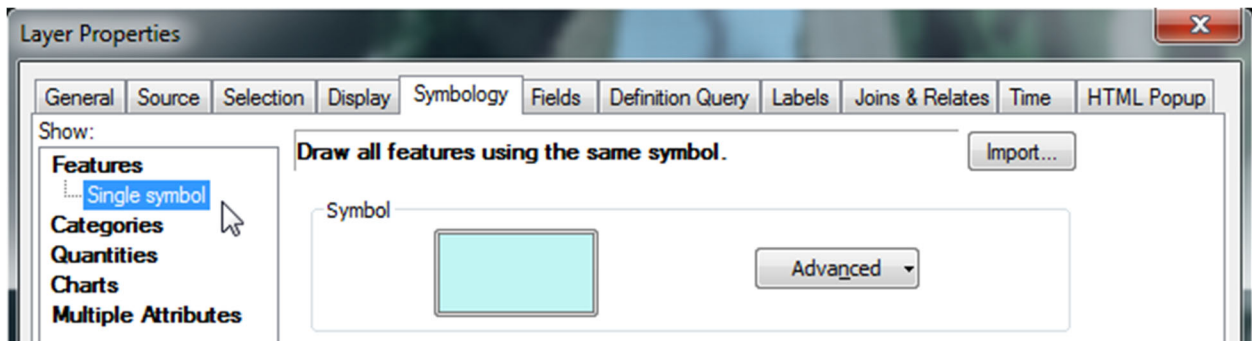 Layer Properties
General Source Selection Display Symbology Fields Definition Query Labels Joins & Relates Time HTML Popup
Show:
Features
Single symbol
Categories
Quantities
Charts
Multiple Attributes
Draw all features using the same symbol.
Import...
Symbol
Advanced